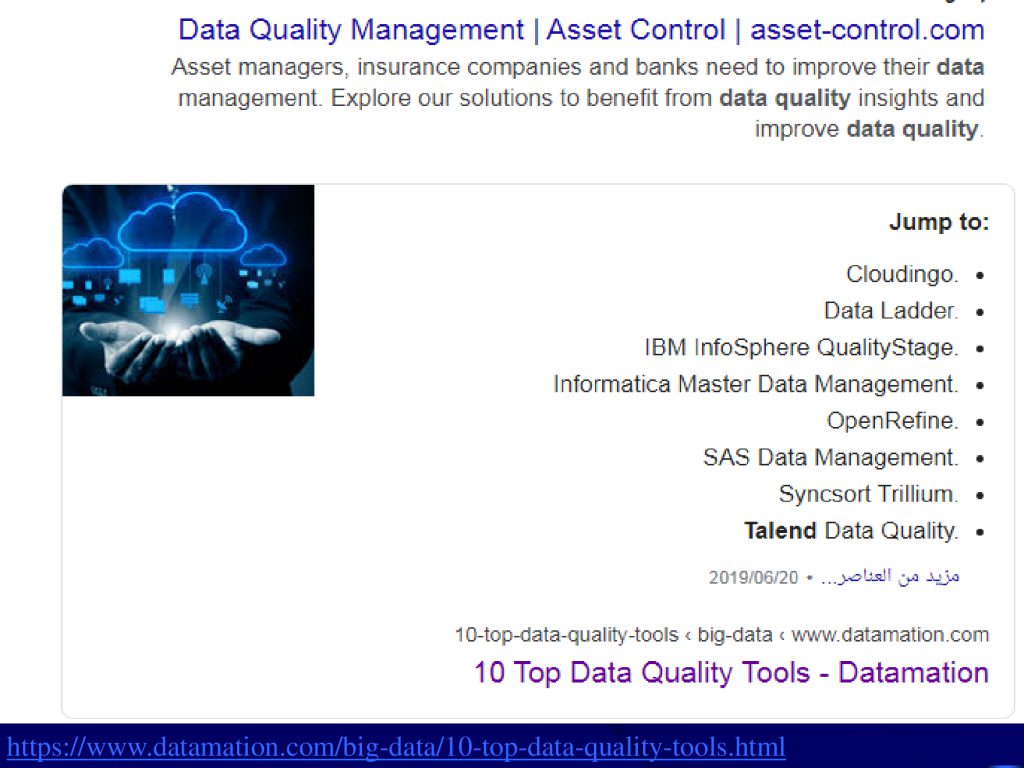 Data Quality Management | Asset Control | asset-control.com
Asset managers, insurance companies and banks need to improve their data
management. Explore our solutions to benefit from data quality insights and
improve data quality.
Jump to:
Cloudingo. •
Data Ladder. •
IBM InfoSphere QualityStage. •
Informatica Master Data Management. •
OpenRefine. •
SAS Data Management. •
Syncsort Trillium. •
Talend Data Quality. •
مزيد من العناصر... • 2019/06/20
10-top-data-quality-tools ‹ big-data ‹ www.datamation.com
10 Top Data Quality Tools - Datamation
https://www.datamation.com/big-data/10-top-data-quality-tools.html